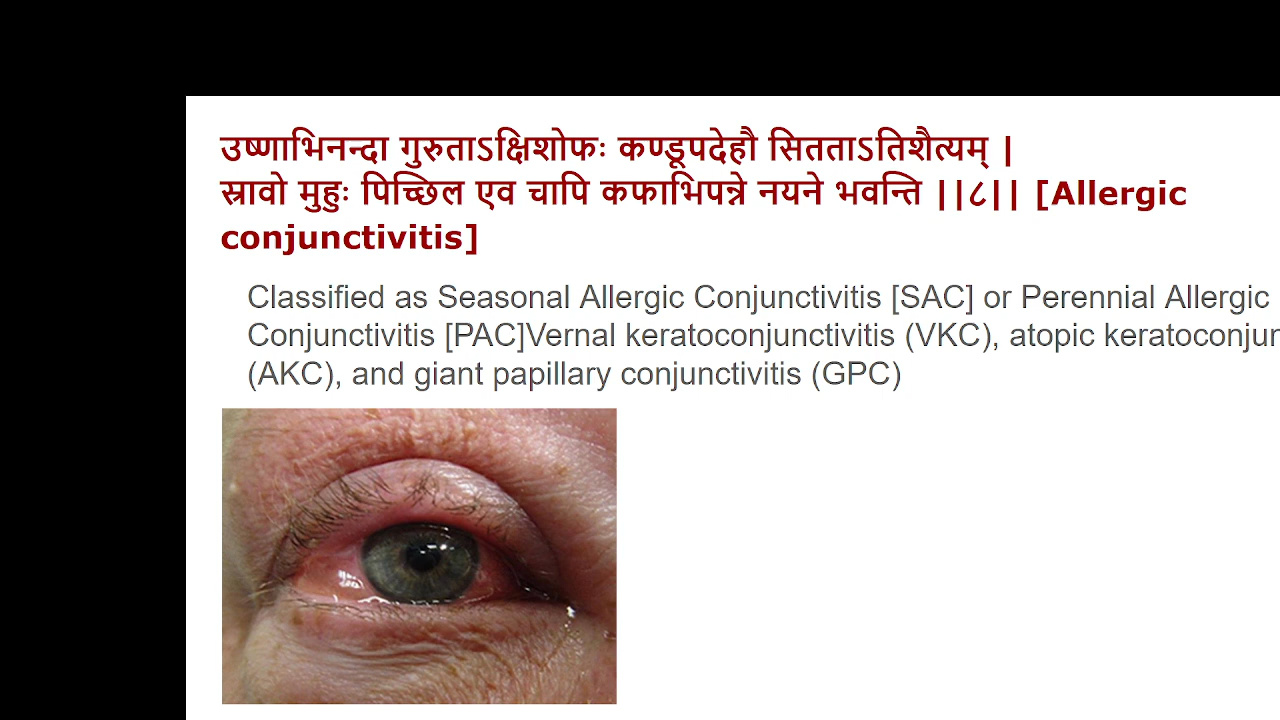 उष्णाभिनन्दा गुरुताऽक्षिशोफः कण्डूपदेहौ सितताऽतिशैत्यम् |
स्रावो मुहुः पिच्छिल एव चापि कफाभिपन्ने नयने भवन्ति ||८|| [Allergic
conjunctivitis]
Classified as Seasonal Allergic Conjunctivitis [SAC] or Perennial Allergic
Conjunctivitis [PAC]Vernal keratoconjunctivitis (VKC), atopic
(AKC), and giant papillary conjunctivitis (GPC)